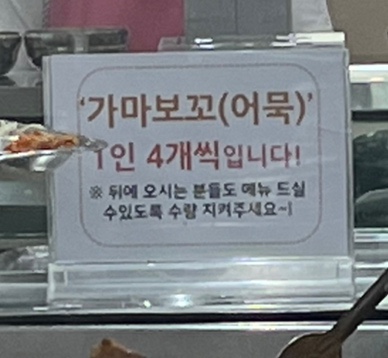 '가마보꼬(어묵)'
1인 4개씩입니다!
※ 뒤에 오시는 분들도 메뉴 드실
수있도록 수량 지켜주세요~!